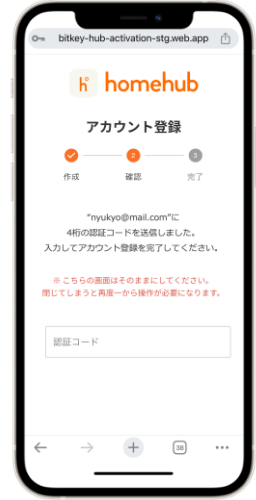 bitkey-hub-activation-stg.web.app
h homehub
アカウント登録
2 3
作成 確認 完了
“nyukyo@mail.com”に
4桁の認証コードを送信しました。
入力してアカウント登録を完了してください。
※こちらの画面はそのままにしてください。
閉じてしまうと再度一から操作が必要になります。
認証コード
38